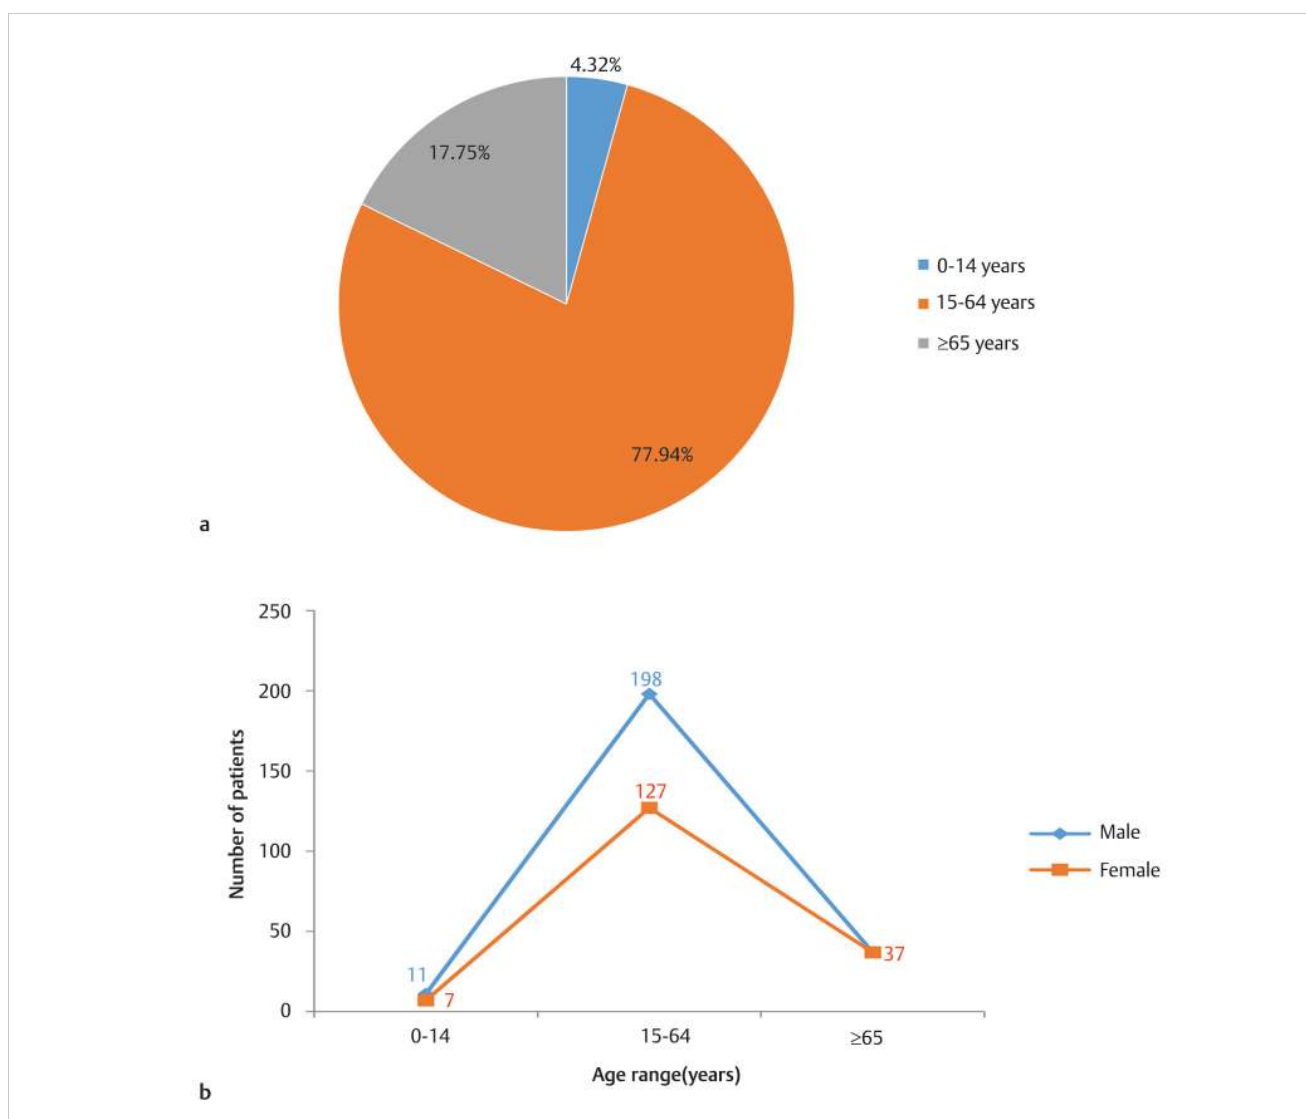 4.32%
17.75%
0-14 years
15-64 years
≥65 years
77.94%
a
250
200
150
100
50
0
Number of patients
198
127
11
7
37
Male
Female
0-14
15-64
≥65
Age range(years)
b